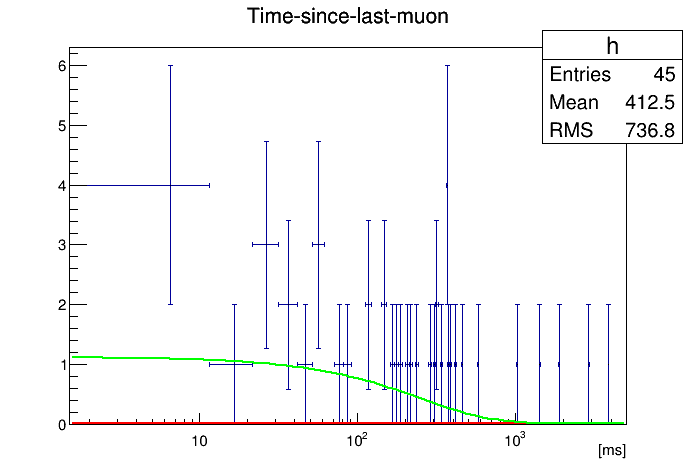 Time-since-last-muon
h
Entries 45
Mean 412.5
RMS 736.8
6
5
4
3
2
1
0
10 10² 10³
[ms]